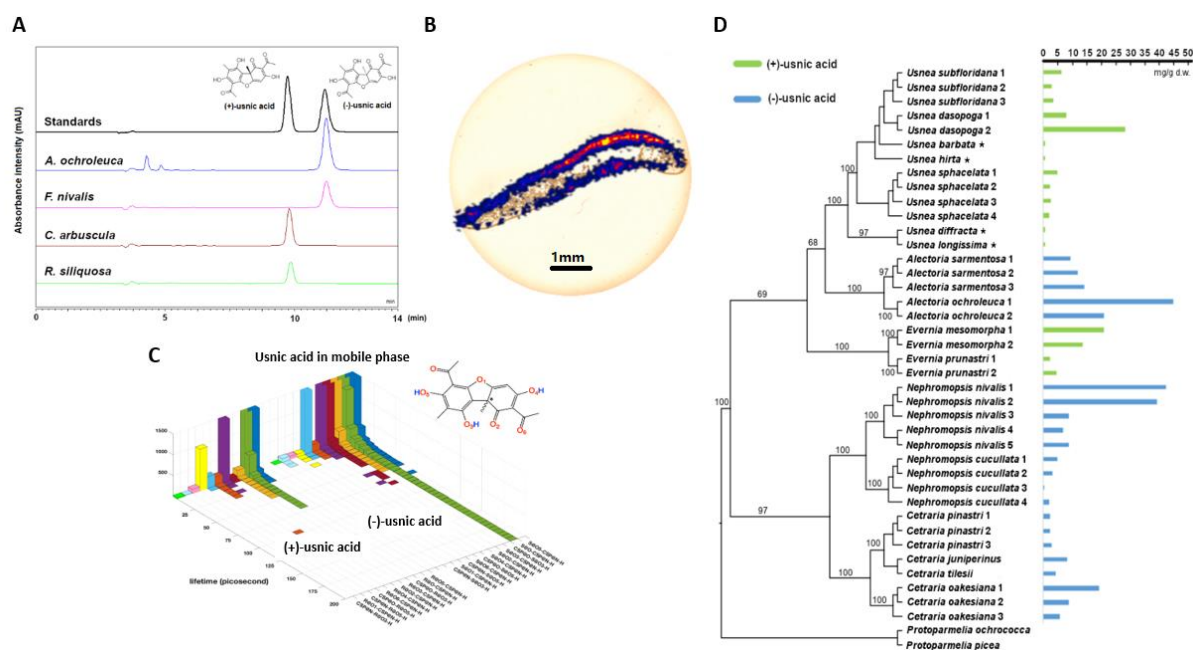 A
Absorbance intensity (mAU)
(+)-usnic acid
(-)-usnic acid
Standards
A. ochroleuca
F. nivalis
C. arbuscula
R. siliquosa
min
0
5
10
14
(min)
B
1mm
C
Usnic acid in mobile phase
1500
1000
500
25
50
75
100
125
150
175
200
lifetime (picosecond)
(-)-usnic acid
(+)-usnic acid
D
(+)-usnic acid
(-)-usnic acid
0 5 10 15 20 25 30 35 40 45 50
mg/g d.w.
Usnea subfloridana 1
Usnea subfloridana 2
Usnea subfloridana 3
Usnea dasopoga 1
Usnea dasopoga 2
Usnea barbata ★
100
Usnea hirta ★
Usnea sphacelata 1
Usnea sphacelata 2
100
Usnea sphacelata 3
Usnea sphacelata 4
Usnea diffracta ★
97
Usnea longissima ★
68
Alectoria sarmentosa 1
97
Alectoria sarmentosa 2
Alectoria sarmentosa 3
100
Alectoria ochroleuca 1
69
Alectoria ochroleuca 2
100
Evernia mesomorpha 1
100
Evernia mesomorpha 2
100
Evernia prunastri 1
Evernia prunastri 2
100
Nephromopsis nivalis 1
100
Nephromopsis nivalis 2
100
Nephromopsis nivalis 3
Nephromopsis nivalis 4
Nephromopsis nivalis 5
100
Nephromopsis cucullata 1
Nephromopsis cucullata 2
100
Nephromopsis cucullata 3
Nephromopsis cucullata 4
97
Cetraria pinastri 1
Cetraria pinastri 2
100
Cetraria pinastri 3
Cetraria juniperinus
100
Cetraria tilesii
Cetraria oakesiana 1
100
Cetraria oakesiana 2
Cetraria oakesiana 3
Protoparmelia ochrococca
Protoparmelia picea